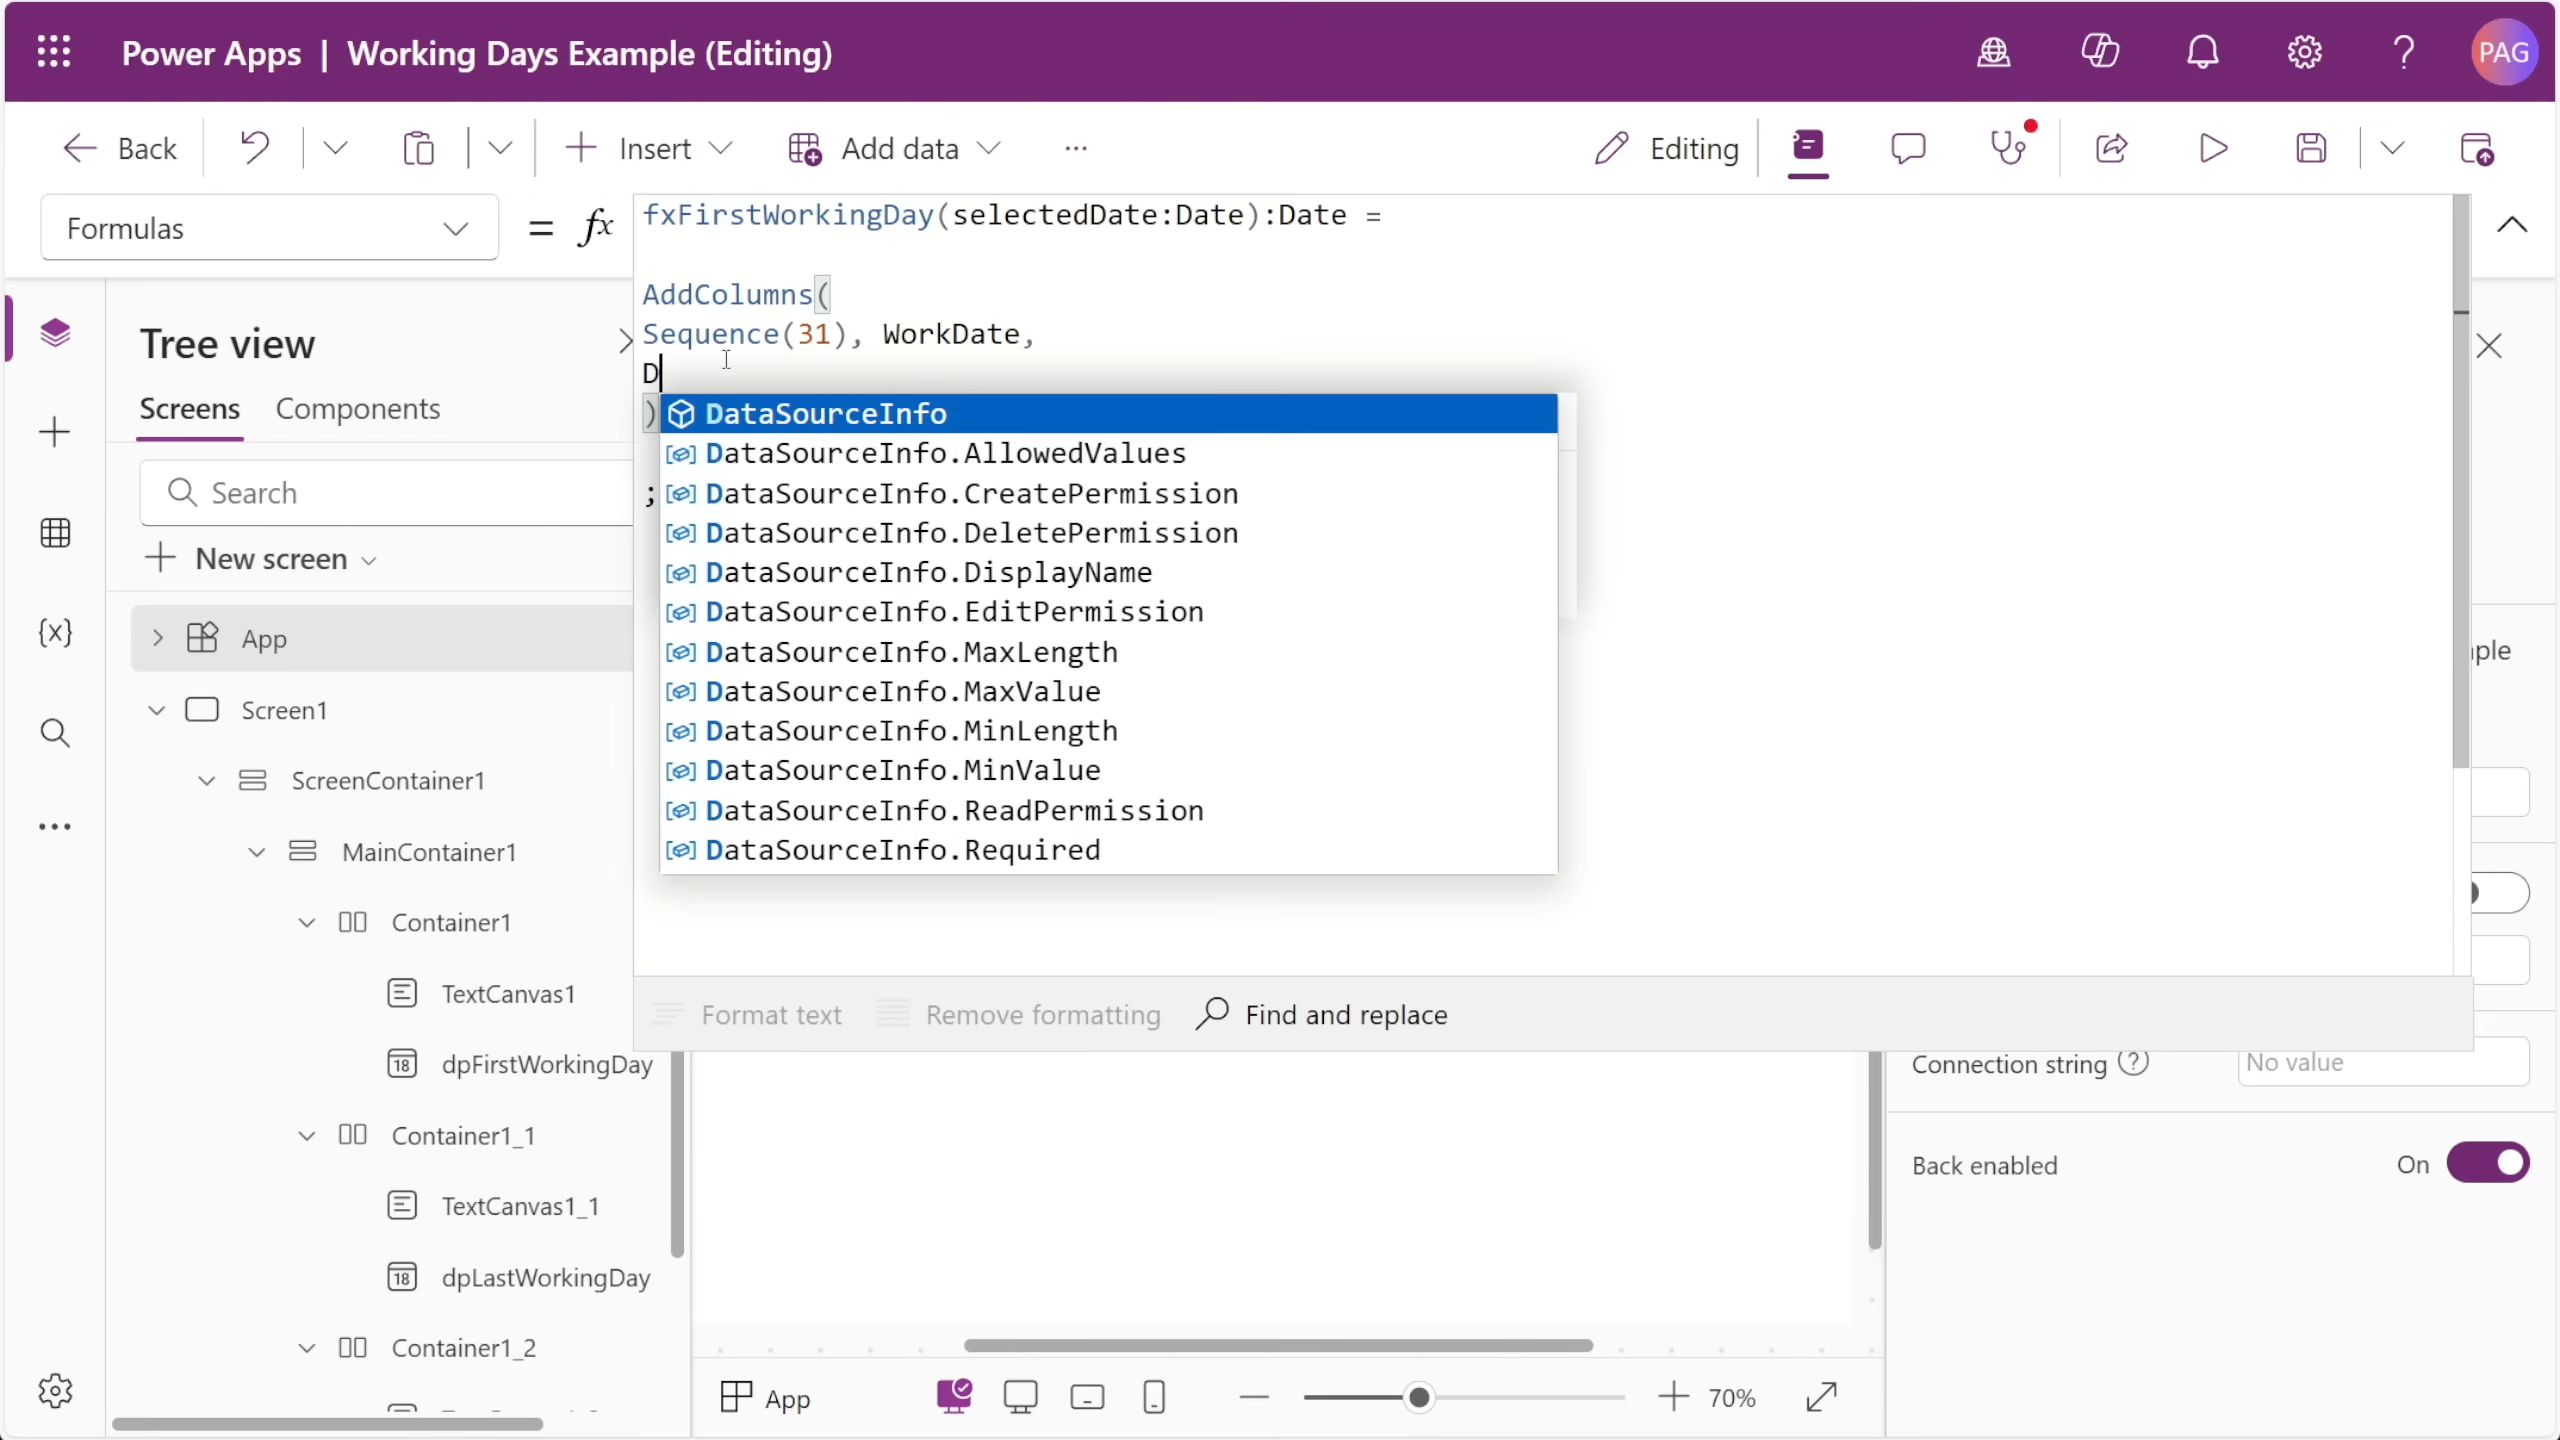 Power Apps | Working Days Example (Editing)
PAG
Back
Insert
Add data
...
Editing
Formulas
= fx
fxFirstWorkingDay(selectedDate:Date):Date =
AddColumns(
Sequence(31), WorkDate,
D
)
;
DataSourceInfo
DataSourceInfo.AllowedValues
DataSourceInfo.CreatePermission
DataSourceInfo.DeletePermission
DataSourceInfo.DisplayName
DataSourceInfo.EditPermission
DataSourceInfo.MaxLength
DataSourceInfo.MaxValue
DataSourceInfo.MinLength
DataSourceInfo.MinValue
DataSourceInfo.ReadPermission
DataSourceInfo.Required
Format text
Remove formatting
Find and replace
Tree view
Screens
Components
Search
New screen
App
Screen1
ScreenContainer1
MainContainer1
Container1
TextCanvas1
dpFirstWorkingDay
Container1_1
TextCanvas1_1
dpLastWorkingDay
Container1_2
ple
Connection string
No value
Back enabled
On
App
70%